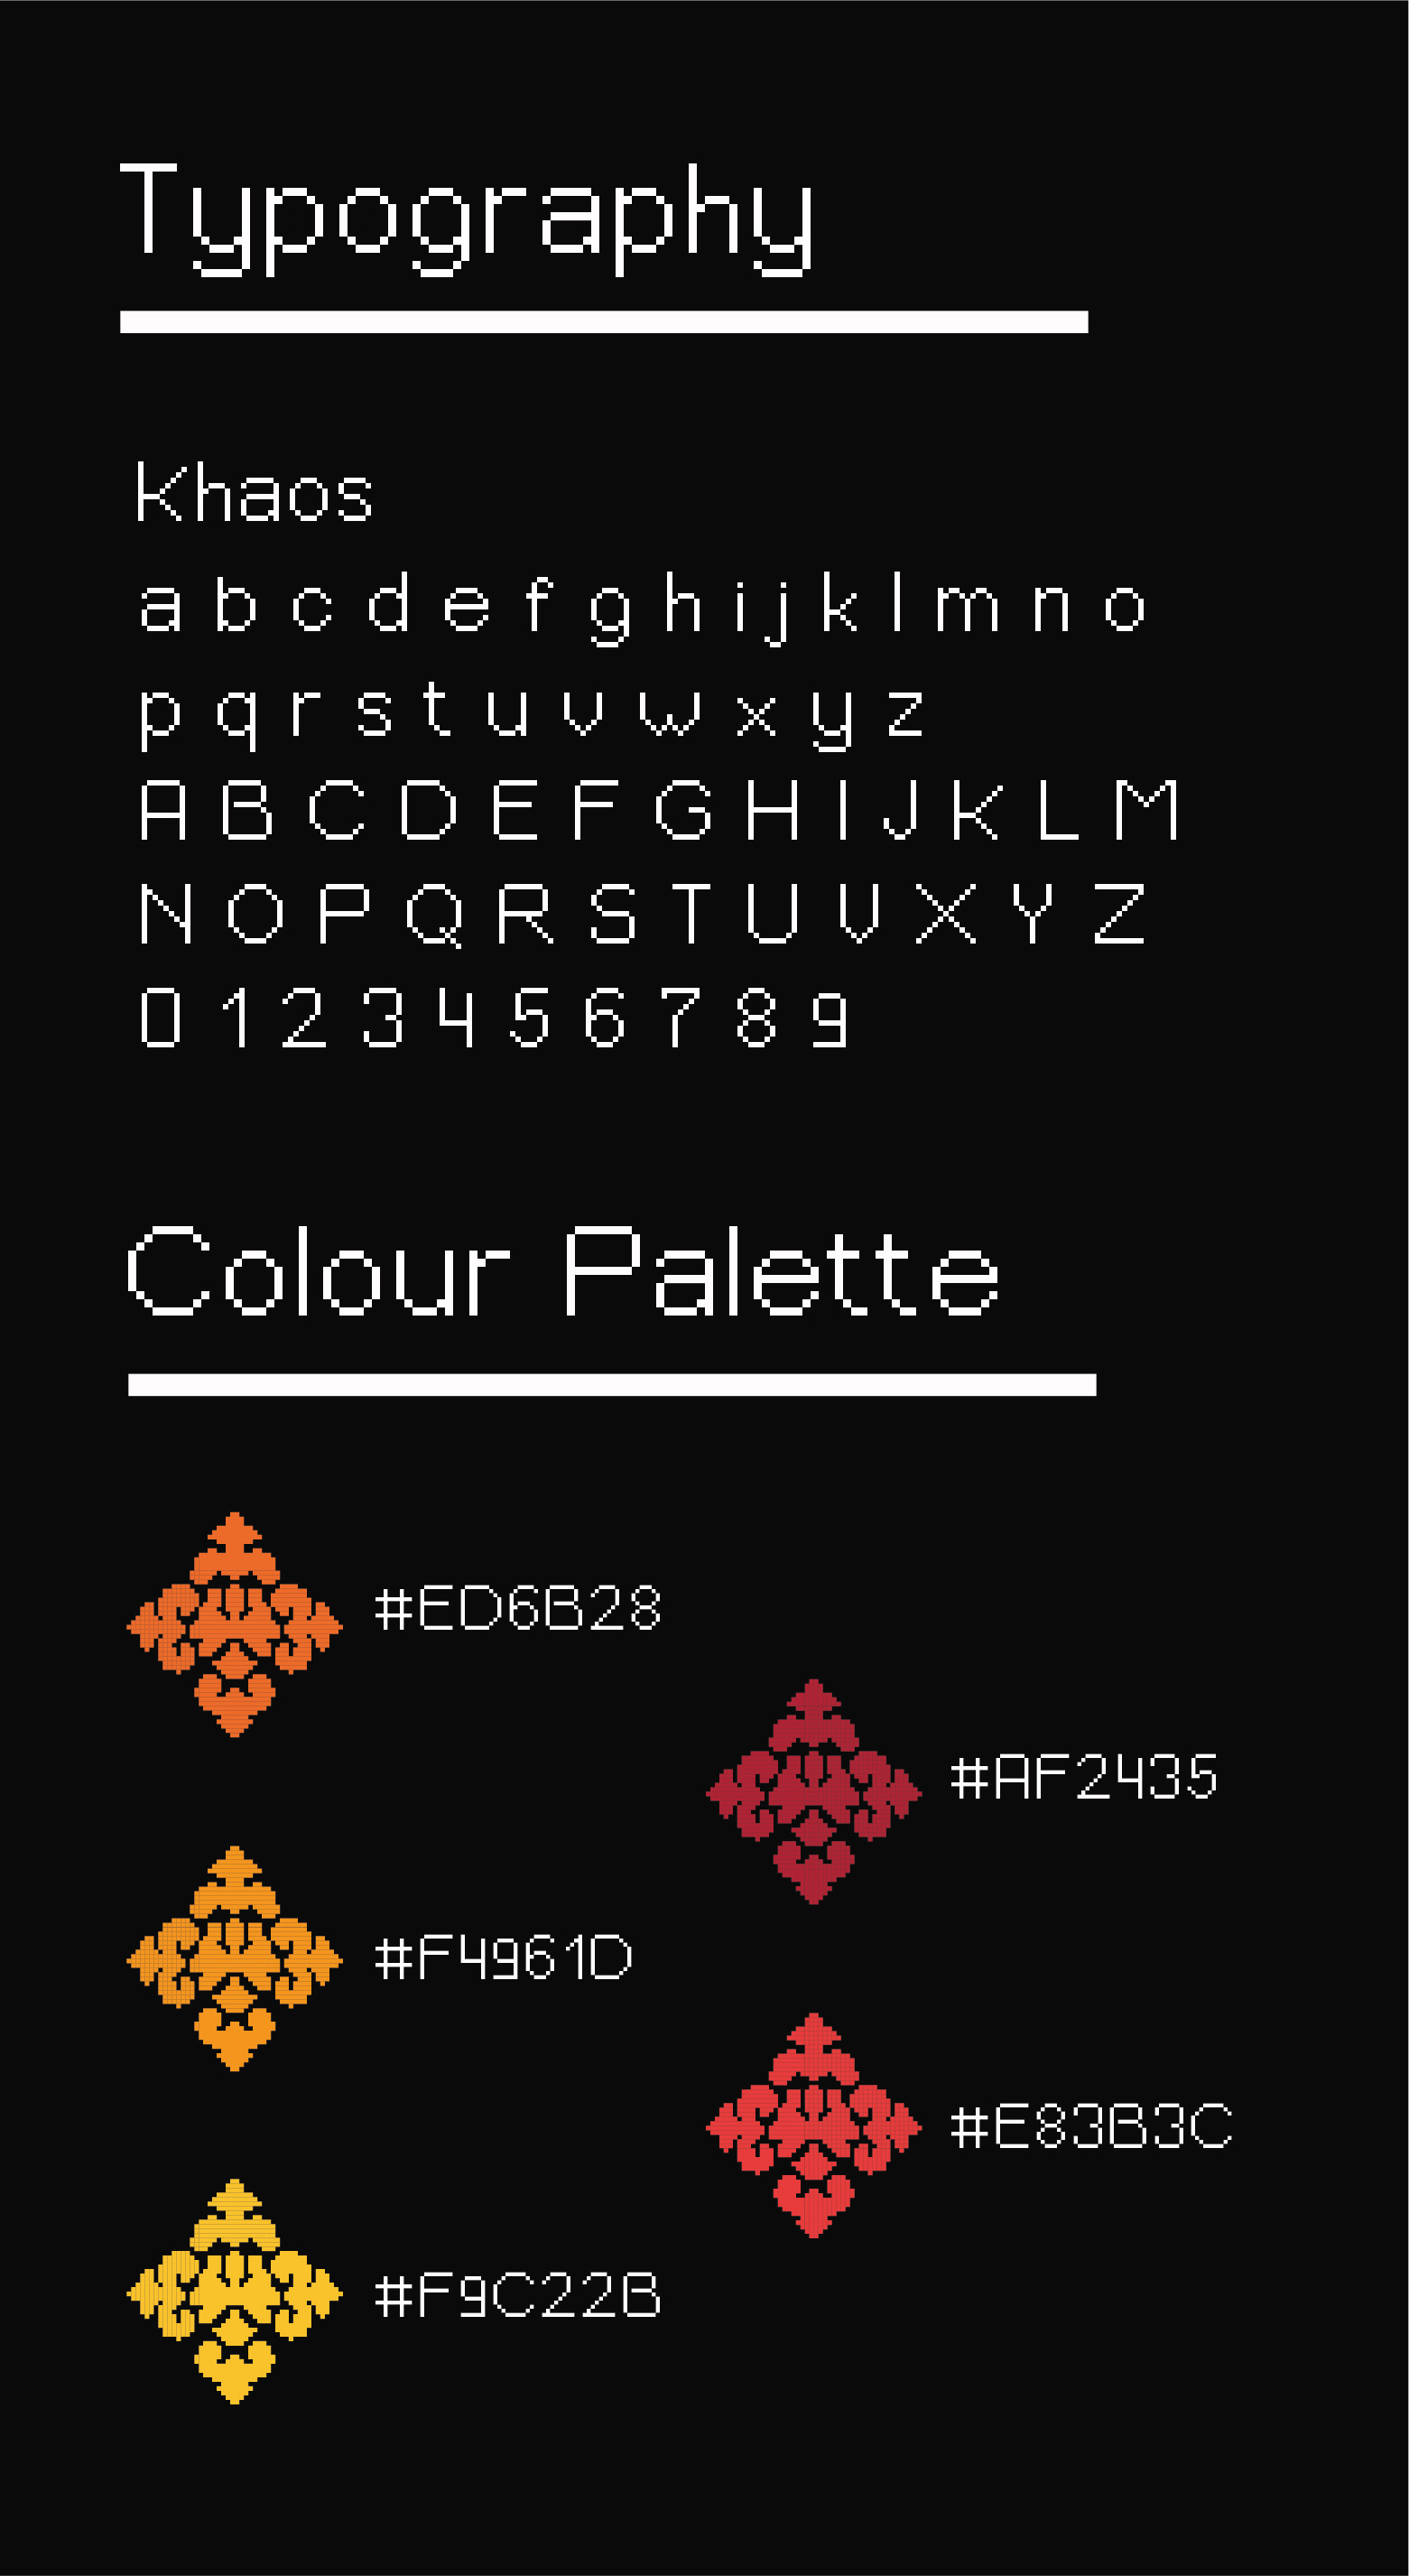 Typography
Khaos
a b c d e f g h i j k l m n o
p q r s t u v w x y z
A B C D E F G H I J K L M
N O P Q R S T U V X Y Z
0 1 2 3 4 5 6 7 8 9
Colour Palette
#ED6B28
#AF2435
#F4961D
#E83B3C
#F9C22B